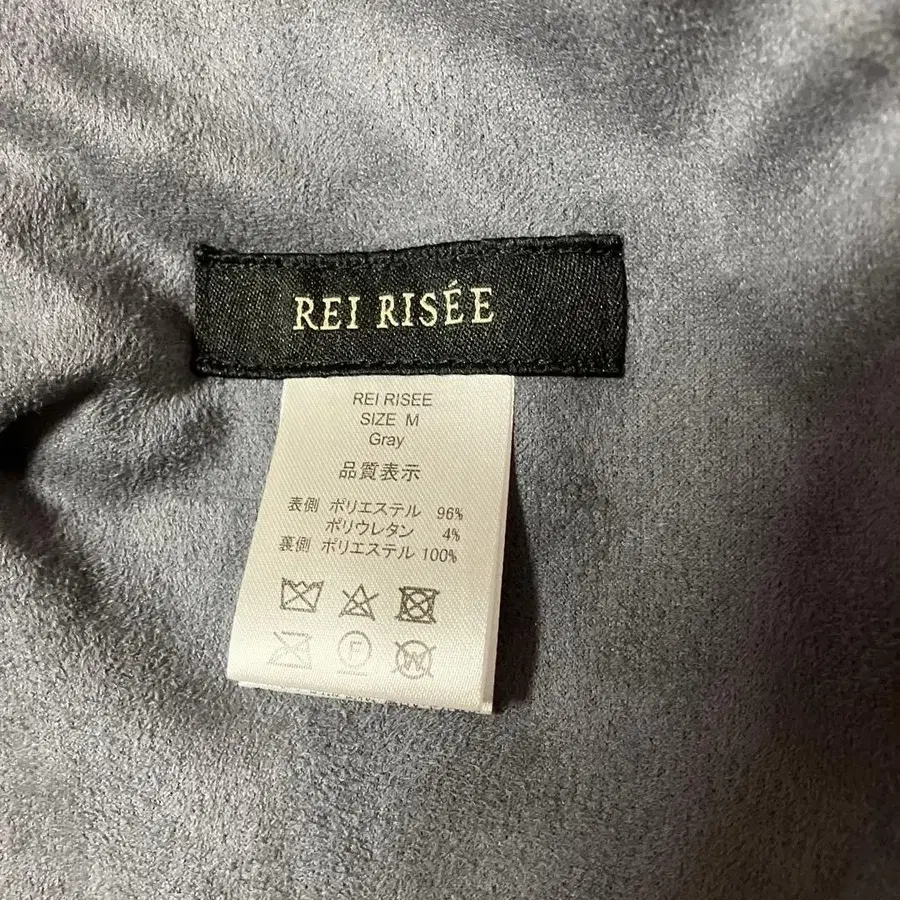 REI RISÉE
REI RISEE
SIZE M
Gray
品質表示
表側 ポリエステル 96%
ポリウレタン 4%
裏側 ポリエステル 100%